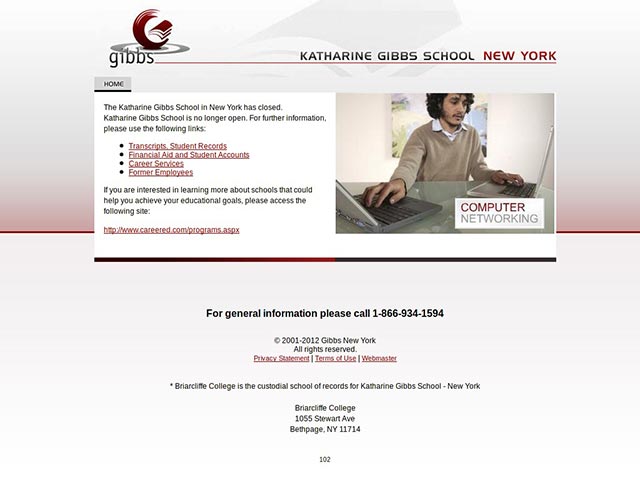 gibbs
KATHARINE GIBBS SCHOOL NEW YORK
HOME
The Katharine Gibbs School in New York has closed.
Katharine Gibbs School is no longer open. For further information,
please use the following links:
Transcripts, Student Records
Financial Aid and Student Accounts
Career Services
Former Employees
If you are interested in learning more about schools that could
help you achieve your educational goals, please access the
following site:
http://www.careered.com/programs.aspx
COMPUTER
NETWORKING
For general information please call 1-866-934-1594
© 2001-2012 Gibbs New York
All rights reserved.
Privacy Statement | Terms of Use | Webmaster
* Briarcliffe College is the custodial school of records for Katharine Gibbs School - New York
Briarcliffe College
1055 Stewart Ave
Bethpage, NY 11714
102